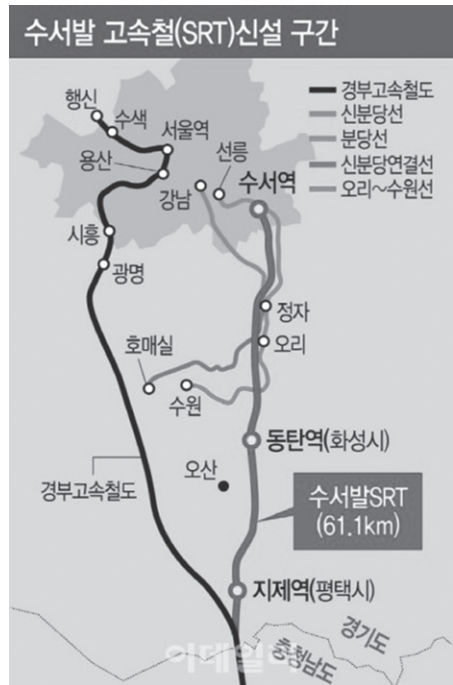 수서발 고속철(SRT)신설 구간
경부고속철도
신분당선
분당선
신분당연결선
오리~수원선
행신
수색
서울역
용산
선릉
강남
수서역
시흥
광명
정자
오리
호매실
수원
동탄역(화성시)
오산
경부고속철도
수서발SRT
(61.1km)
지제역(평택시)
경기도
충청남도
이데일리